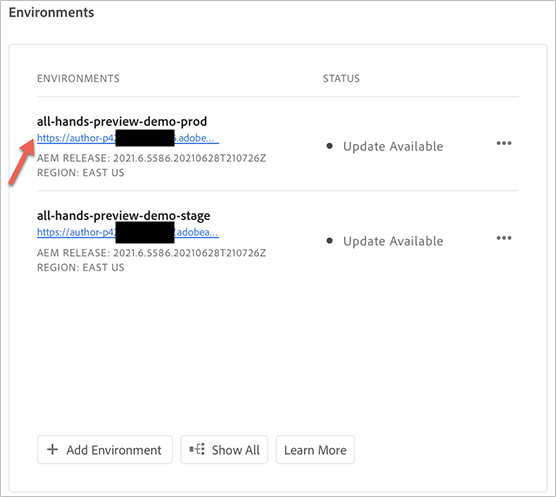 Environments
ENVIRONMENTS STATUS
all-hands-preview-demo-prod
https://author-p4 .adobe...
Update Available
AEM RELEASE: 2021.6.5586.20210628T210726Z
REGION: EAST US
all-hands-preview-demo-stage
https://author-p4 .adobea...
Update Available
AEM RELEASE: 2021.6.5586.20210628T210726Z
REGION: EAST US
+ Add Environment Show All Learn More